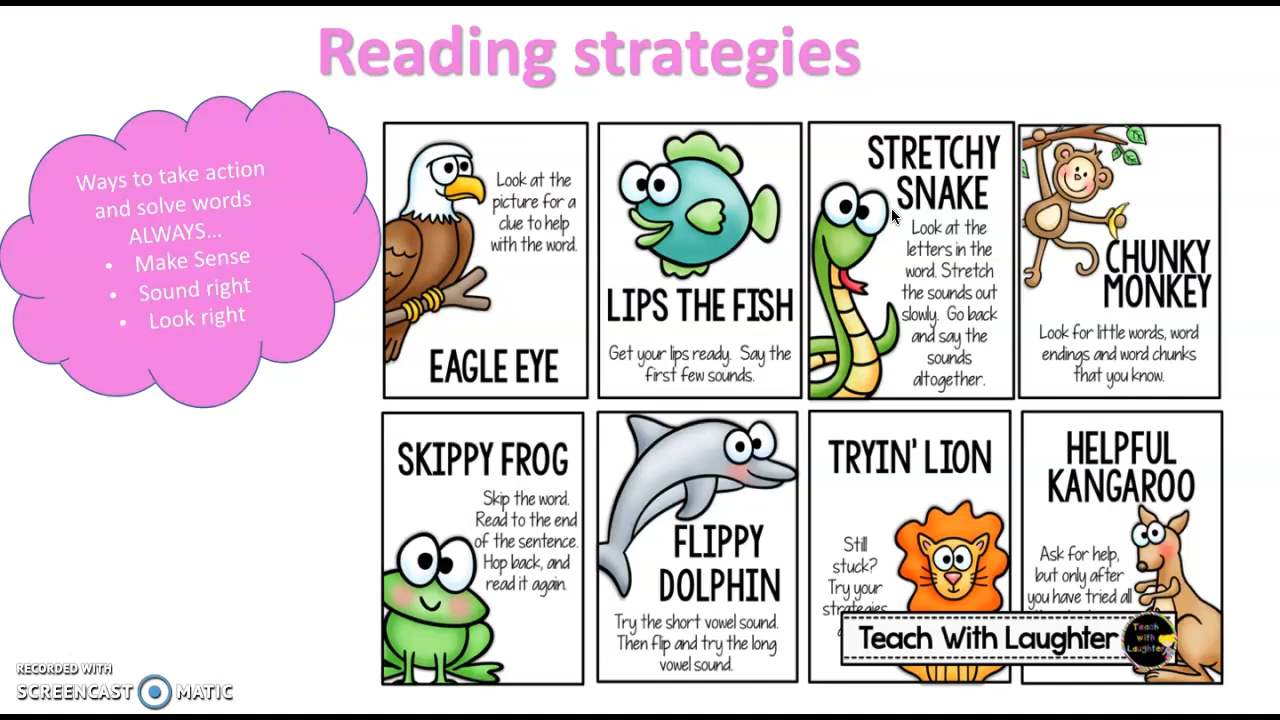 Reading strategies
Ways to take action
and solve words
ALWAYS...
• Make Sense
• Sound right
• Look right
Look at the
picture for a
clue to help
with the word.
EAGLE EYE
LIPS THE FISH
Get your lips ready. Say the
first few sounds.
STRETCHY
SNAKE
Look at the
letters in the
word. Stretch
the sounds out
slowly. Go back
and say the
sounds
altogether.
CHUNKY
MONKEY
Look for little words, word
endings and word chunks
that you know.
SKIPPY FROG
Skip the word.
Read to the end
of the sentence.
Hop back, and
read it again.
FLIPPY
DOLPHIN
Try the short vowel sound.
Then flip and try the long
vowel sound.
TRYIN' LION
Still
stuck?
Try your
strategies
HELPFUL
KANGAROO
Ask for help,
but only after
you have tried all
Teach With Laughter
Teach
with
Laughter
RECORDED WITH
SCREENCAST MATIC